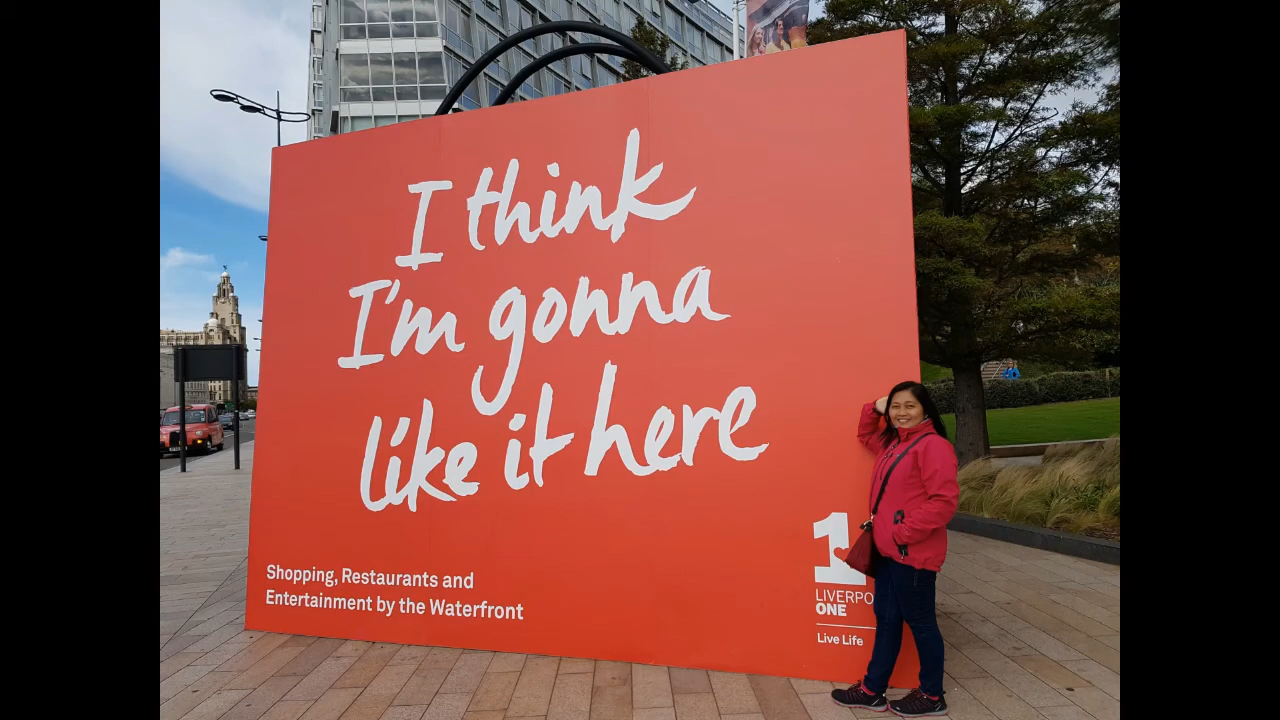 I think
I'm gonna
like it here
Shopping, Restaurants and
Entertainment by the Waterfront
1
LIVERPO
ONE
Live Life